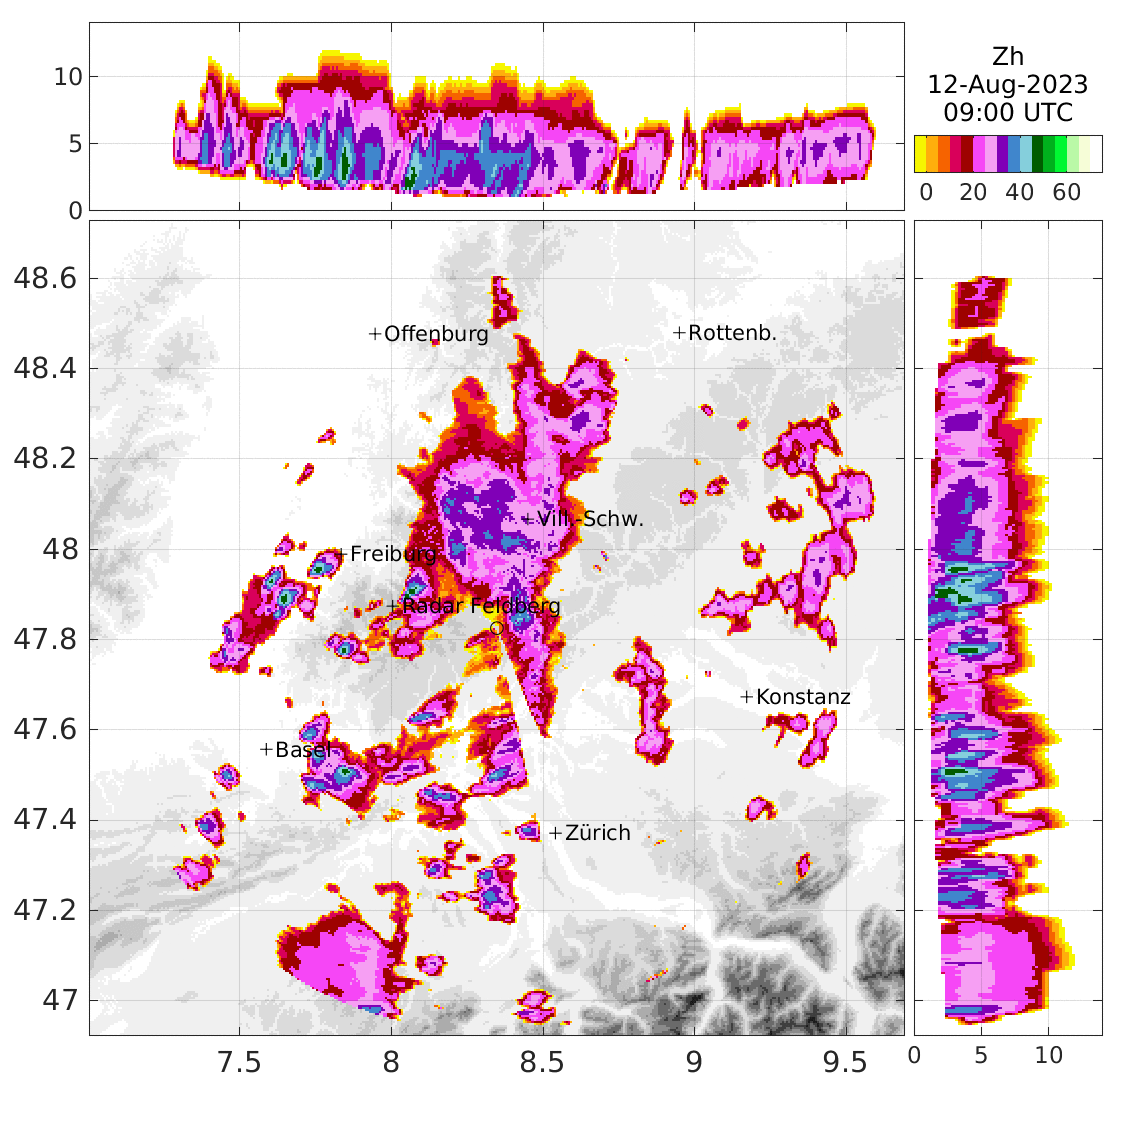 10
5
0
Zh
12-Aug-2023
09:00 UTC
0 20 40 60
48.6
+Offenburg
+Rottenb.
48.4
48.2
+Vill.-Schw.
48
+Freiburg
+Radar Feldberg
47.8
+Konstanz
47.6
+Basel
47.4
+Zürich
47.2
47
7.5 8 8.5 9 9.5
0 5 10